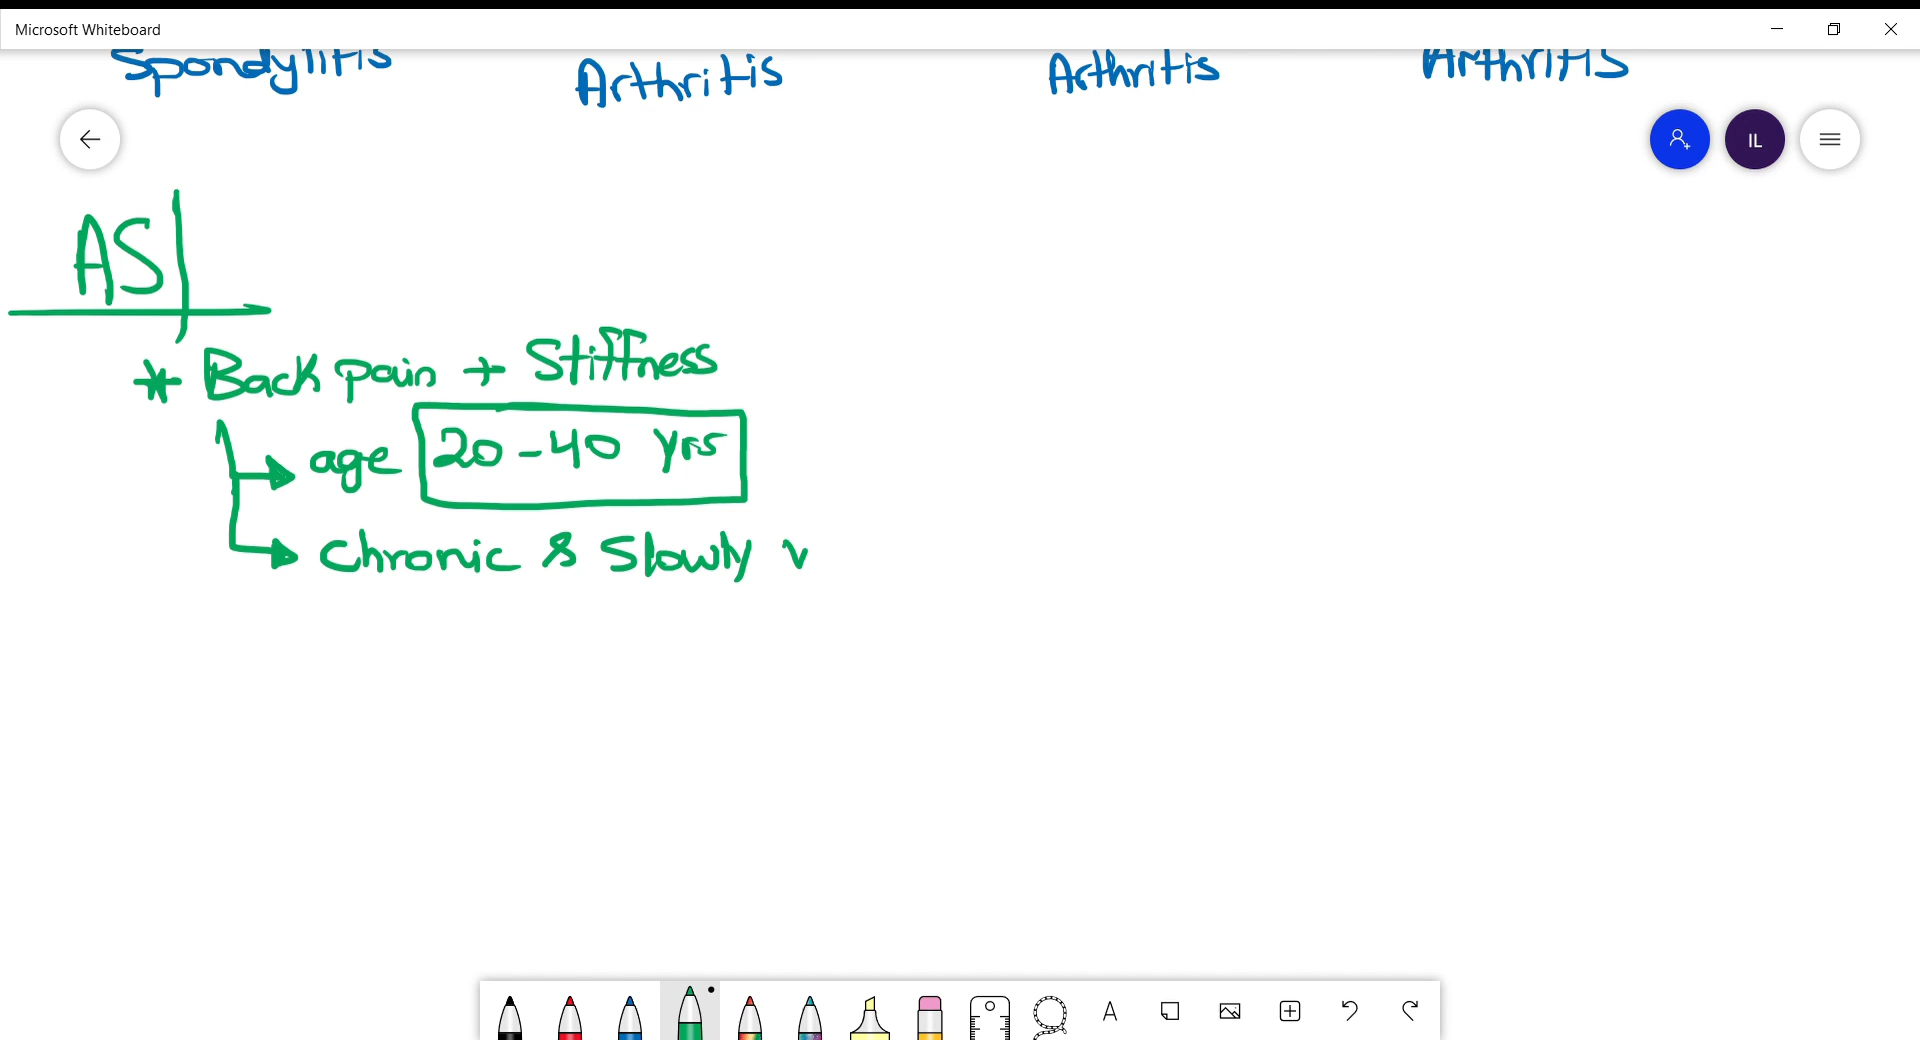 Microsoft Whiteboard
Spondylitis
Arthritis
Arthritis
Arthritis
IL
AS
* Back pain + Stiffness
age 20-40 yrs
Chronic & Slowly v
A